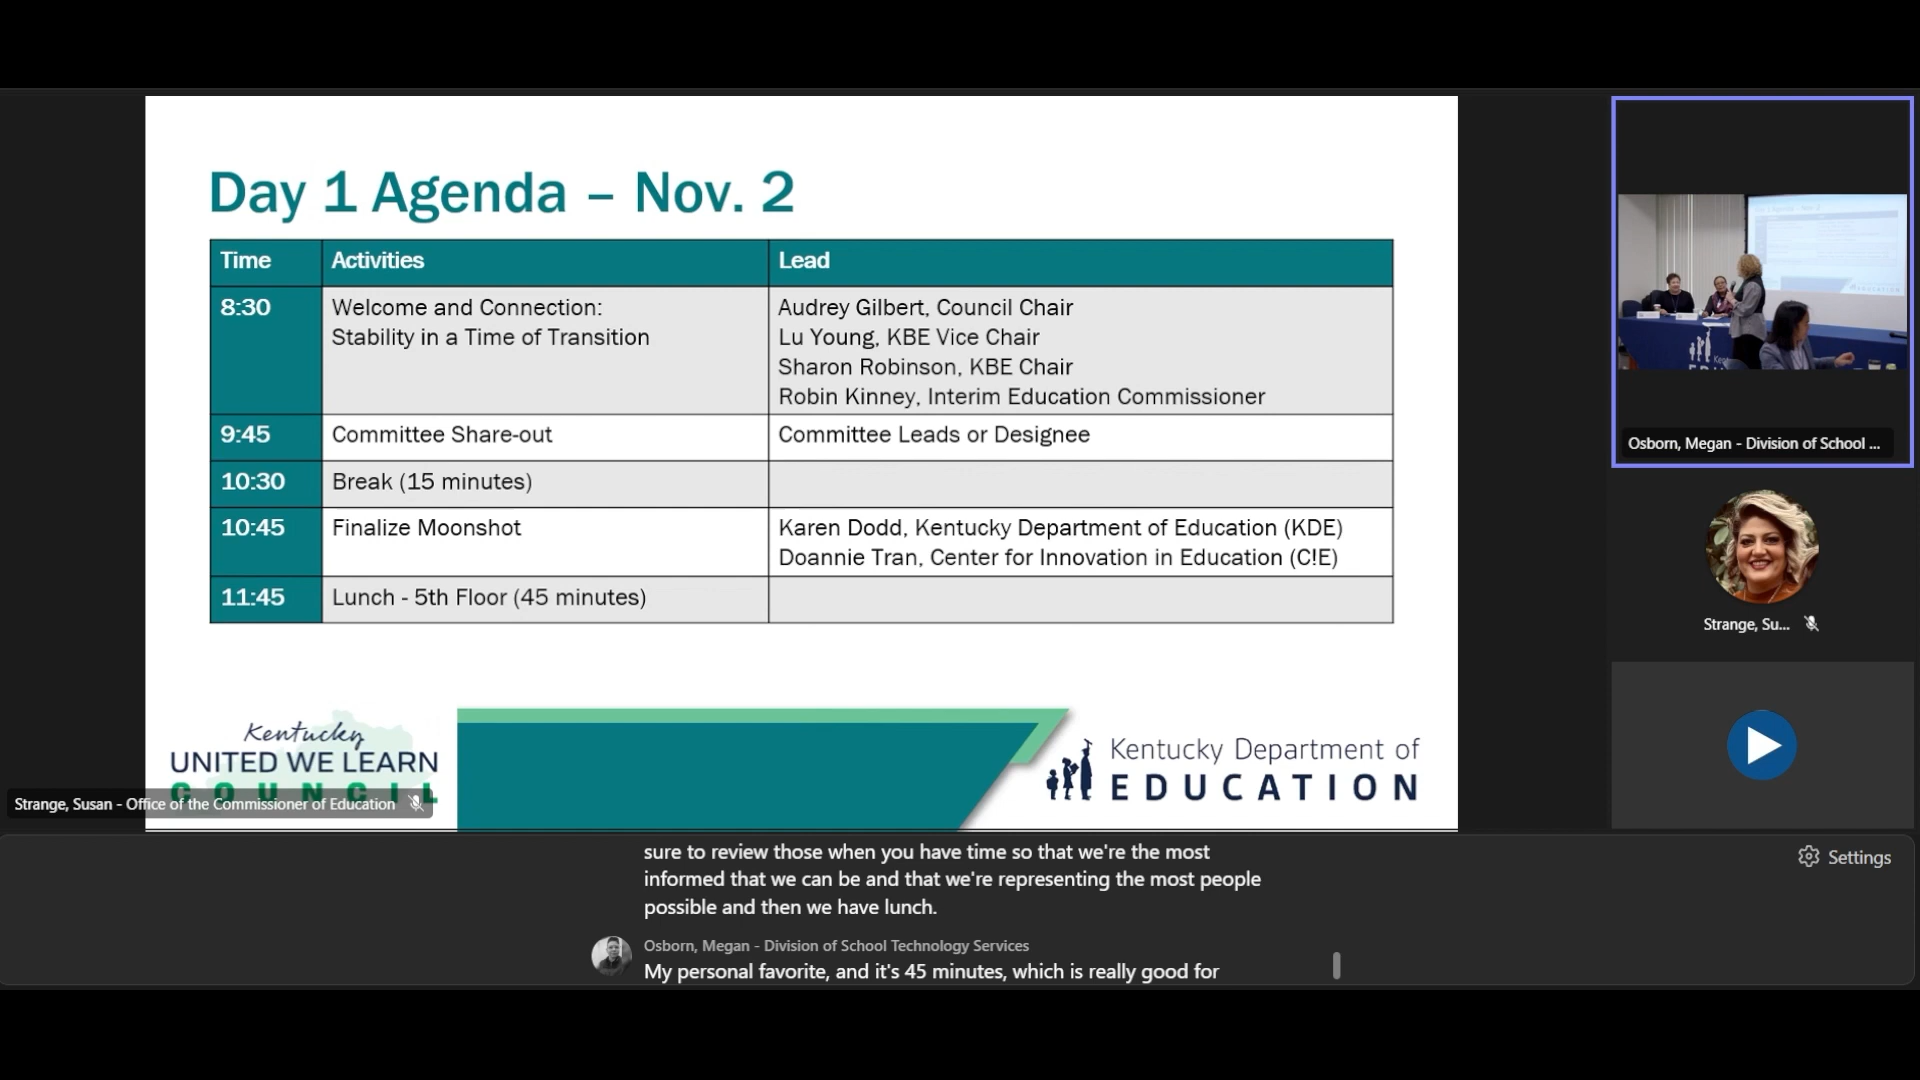 Day 1 Agenda – Nov. 2
Time Activities Lead
8:30 Welcome and Connection: Audrey Gilbert, Council Chair
Stability in a Time of Transition Lu Young, KBE Vice Chair
Sharon Robinson, KBE Chair
Robin Kinney, Interim Education Commissioner
9:45 Committee Share-out Committee Leads or Designee
10:30 Break (15 minutes)
10:45 Finalize Moonshot Karen Dodd, Kentucky Department of Education (KDE)
Doannie Tran, Center for Innovation in Education (C!E)
11:45 Lunch - 5th Floor (45 minutes)
Kentucky
UNITED WE LEARN
COUNCIL
Kentucky Department of
EDUCATION
Strange, Susan - Office of the Commissioner of Education
Osborn, Megan - Division of School ...
Strange, Su...
Settings
sure to review those when you have time so that we're the most
informed that we can be and that we're representing the most people
possible and then we have lunch.
Osborn, Megan - Division of School Technology Services
My personal favorite, and it's 45 minutes, which is really good for